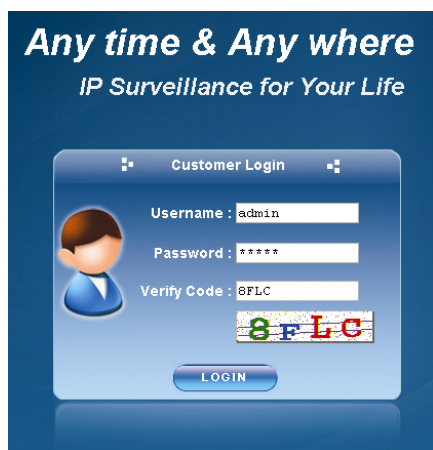 Any time & Any where
IP Surveillance for Your Life
Customer Login
Username : admin
Password : *****
Verify Code : 8FLC
8FLC
LOGIN